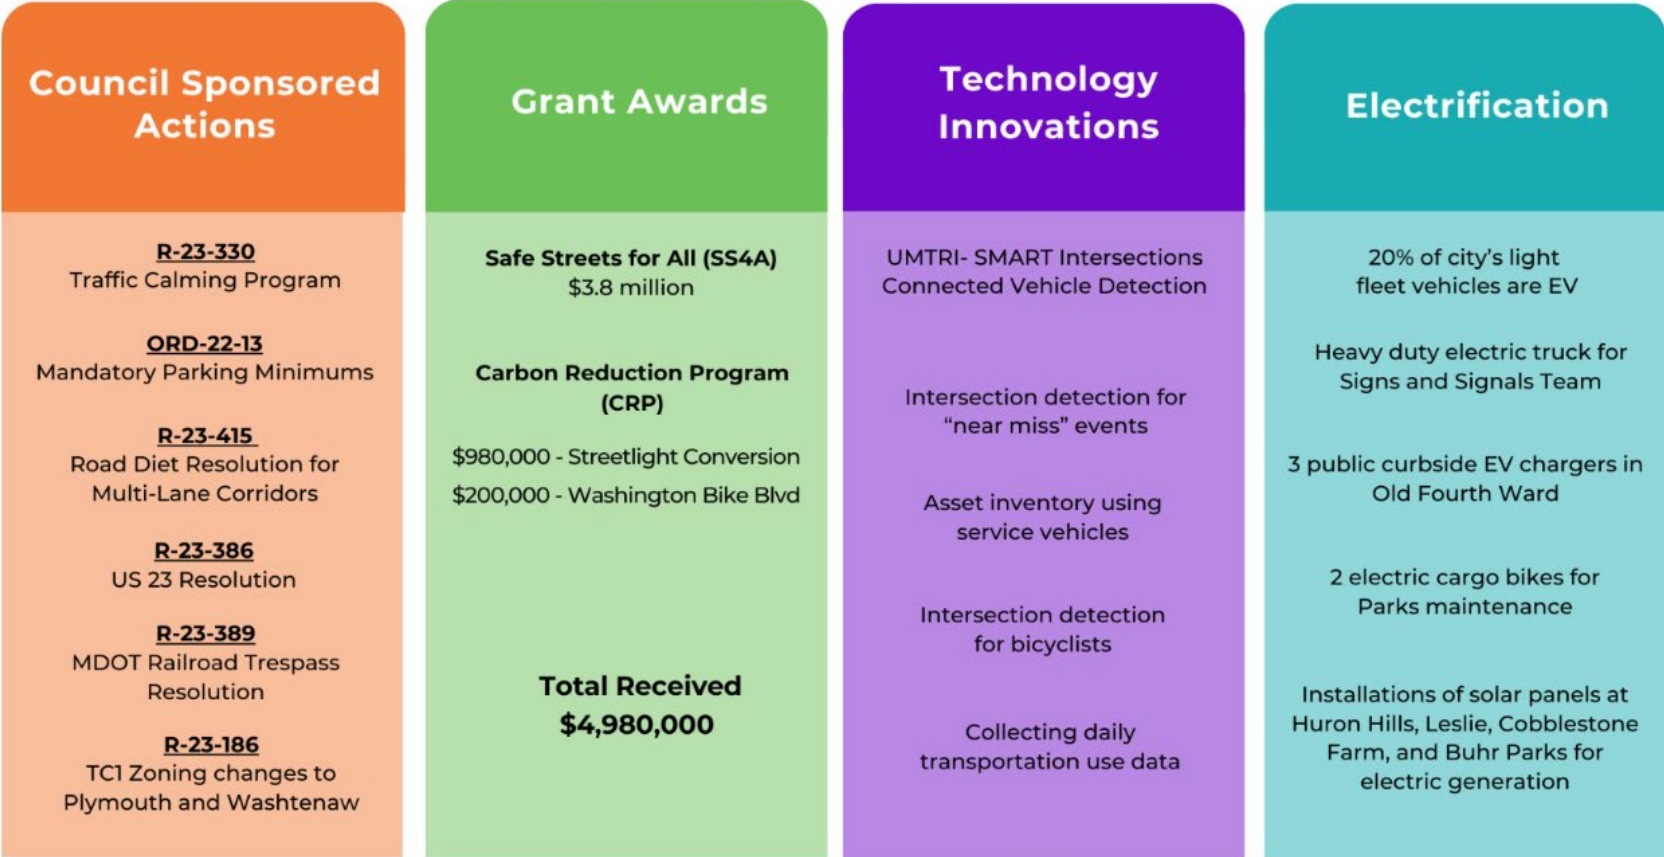 Council Sponsored
Actions
R-23-330
Traffic Calming Program
ORD-22-13
Mandatory Parking Minimums
R-23-415
Road Diet Resolution for
Multi-Lane Corridors
R-23-386
US 23 Resolution
R-23-389
MDOT Railroad Trespass
Resolution
R-23-186
TC1 Zoning changes to
Plymouth and Washtenaw
Grant Awards
Safe Streets for All (SS4A)
$3.8 million
Carbon Reduction Program
(CRP)
$980,000 - Streetlight Conversion
$200,000 - Washington Bike Blvd
Total Received
$4,980,000
Technology
Innovations
UMTRI- SMART Intersections
Connected Vehicle Detection
Intersection detection for
“near miss” events
Asset inventory using
service vehicles
Intersection detection
for bicyclists
Collecting daily
transportation use data
Electrification
20% of city’s light
fleet vehicles are EV
Heavy duty electric truck for
Signs and Signals Team
3 public curbside EV chargers in
Old Fourth Ward
2 electric cargo bikes for
Parks maintenance
Installations of solar panels at
Huron Hills, Leslie, Cobblestone
Farm, and Buhr Parks for
electric generation